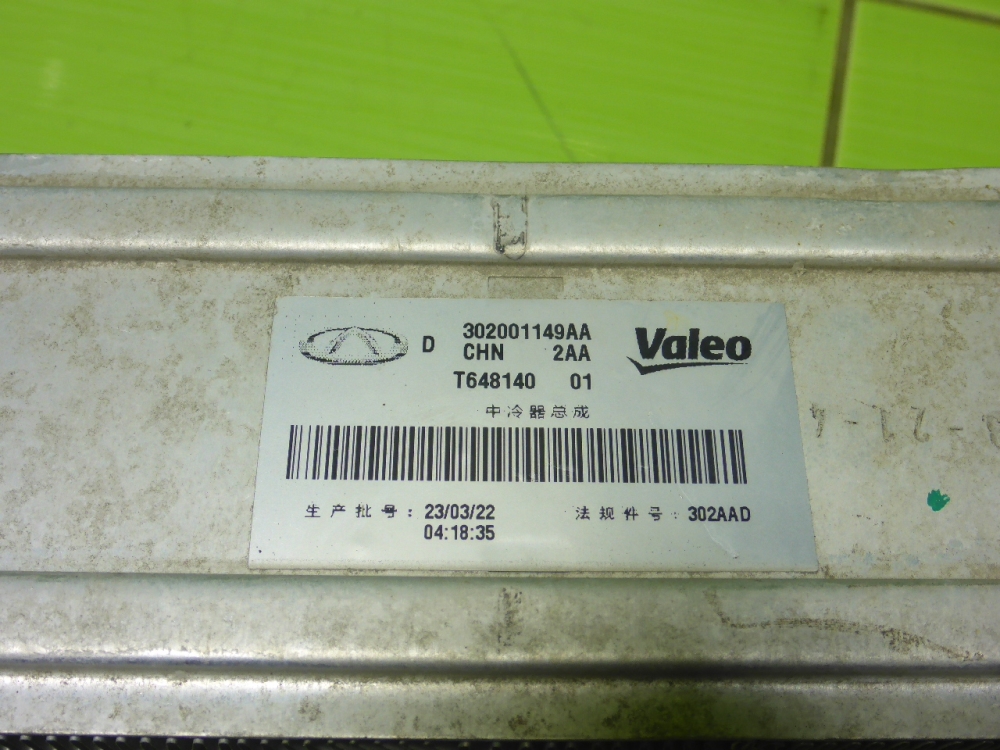 D 302001149AA Valeo
CHN 2AA
T648140 01
中冷器总成
生产批号: 23/03/22 法规件号: 302AAD
04:18:35